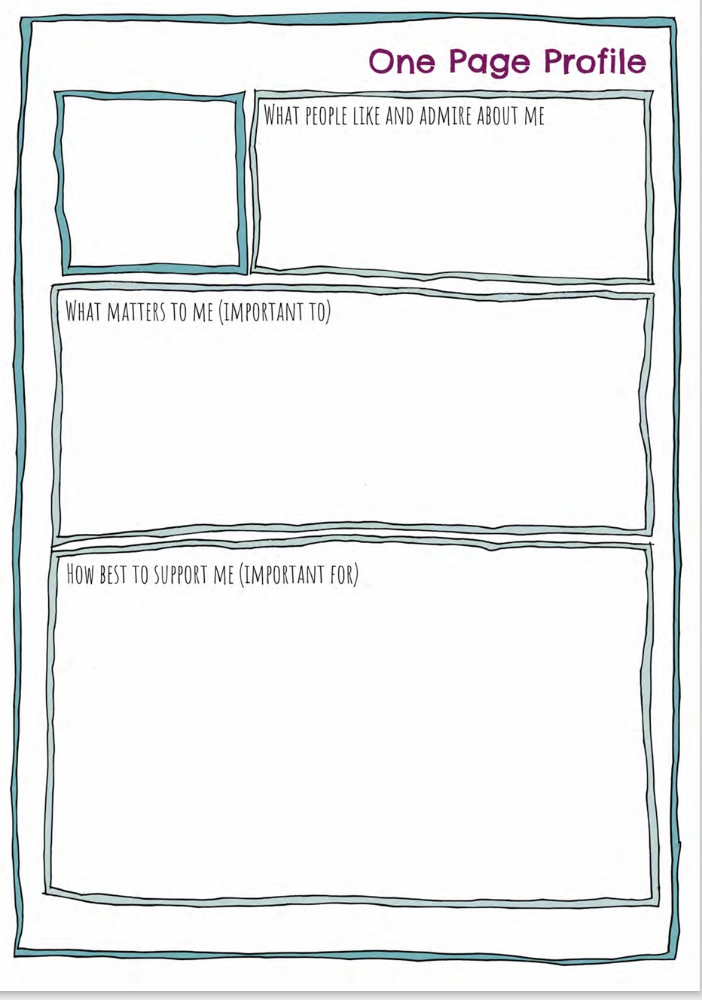 One Page Profile
What people like and admire about me
What matters to me (important to)
How best to support me (important for)